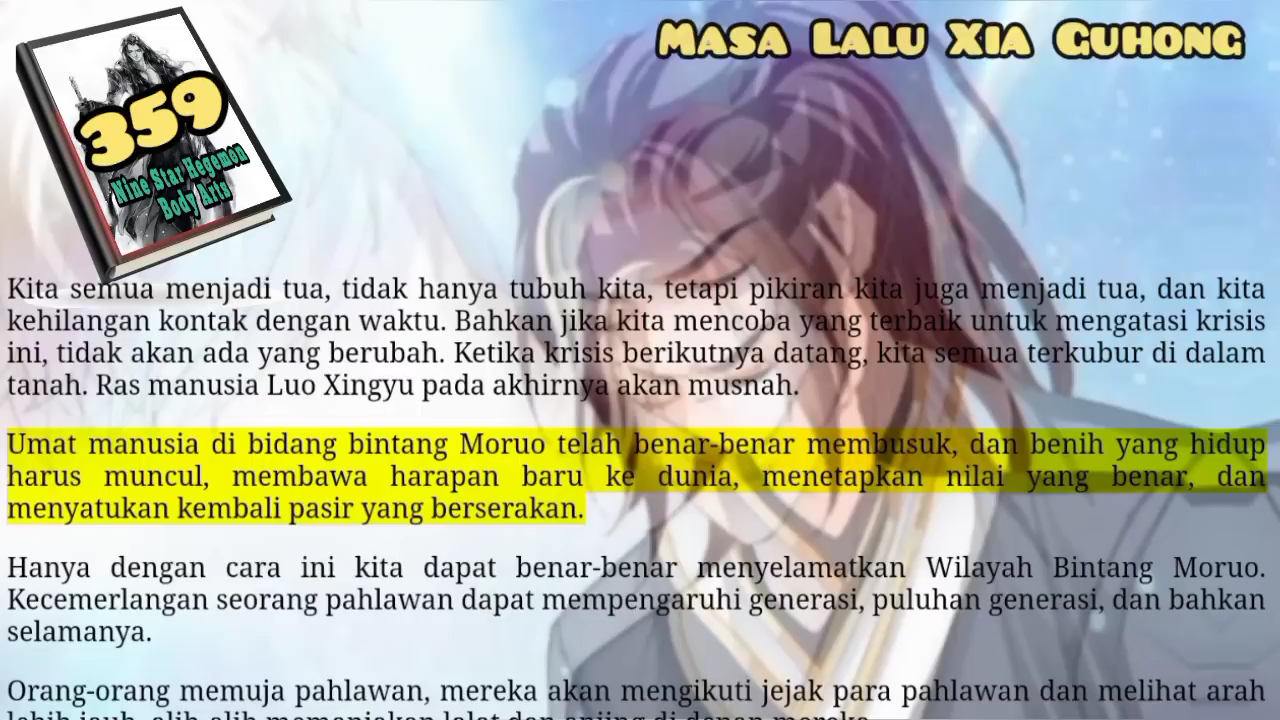 Masa Lalu Xia Guhong
359
Nine Star Hegemon
Body Arts
Kita semua menjadi tua, tidak hanya tubuh kita, tetapi pikiran kita juga menjadi tua, dan kita
kehilangan kontak dengan waktu. Bahkan jika kita mencoba yang terbaik untuk mengatasi krisis
ini, tidak akan ada yang berubah. Ketika krisis berikutnya datang, kita semua terkubur di dalam
tanah. Ras manusia Luo Xingyu pada akhirnya akan musnah.
Umat manusia di bidang bintang Moruo telah benar-benar membusuk, dan benih yang hidup
harus muncul, membawa harapan baru ke dunia, menetapkan nilai yang benar, dan
menyatukan kembali pasir yang berserakan.
Hanya dengan cara ini kita dapat benar-benar menyelamatkan Wilayah Bintang Moruo.
Kecemerlangan seorang pahlawan dapat mempengaruhi generasi, puluhan generasi, dan bahkan
selamanya.
Orang-orang memuja pahlawan, mereka akan mengikuti jejak para pahlawan dan melihat arah